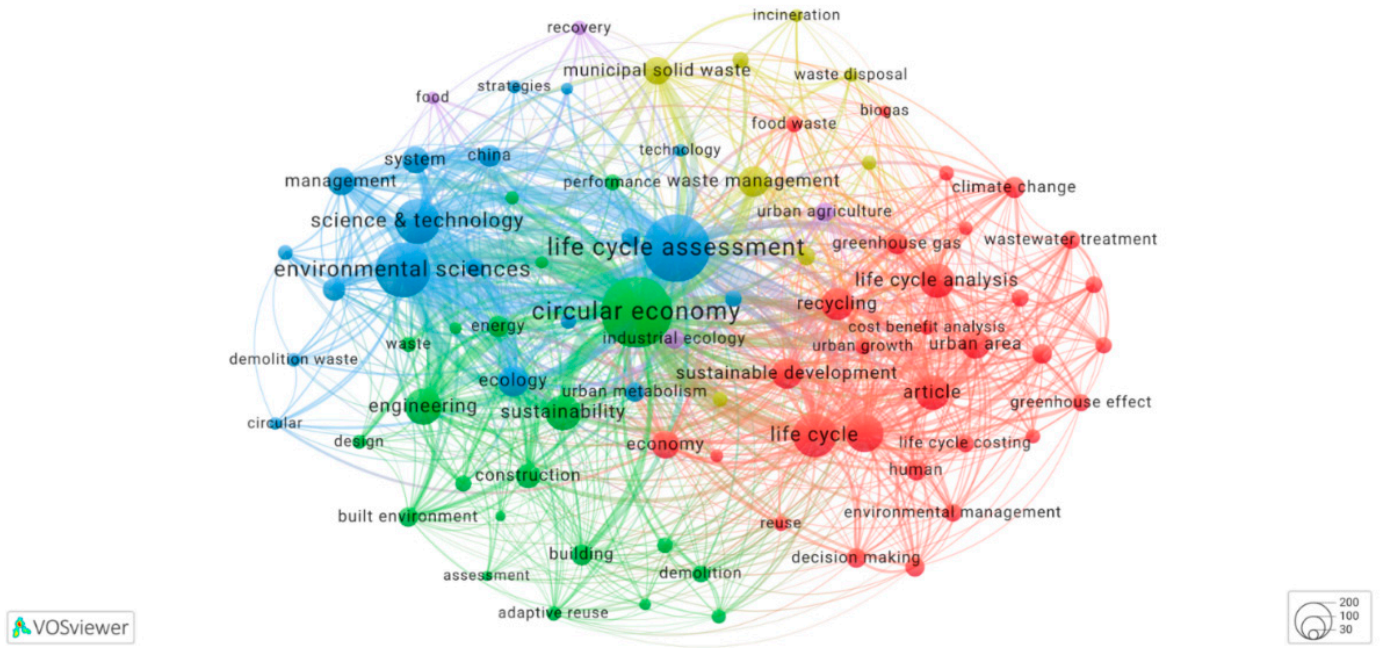 incineration
recovery
municipal solid waste
waste disposal
strategies
food
biogas
food waste
technology
system
china
management
performance
waste management
climate change
urban agriculture
science & technology
life cycle assessment
greenhouse gas
wastewater treatment
environmental sciences
life cycle analysis
circular economy
recycling
energy
cost benefit analysis
industrial ecology
waste
urban growth
urban area
demolition waste
sustainable development
ecology
urban metabolism
article
engineering
sustainability
greenhouse effect
circular
design
economy
life cycle
life cycle costing
human
construction
built environment
reuse
environmental management
building
decision making
assessment
demolition
adaptive reuse
VOSviewer
200
100
30